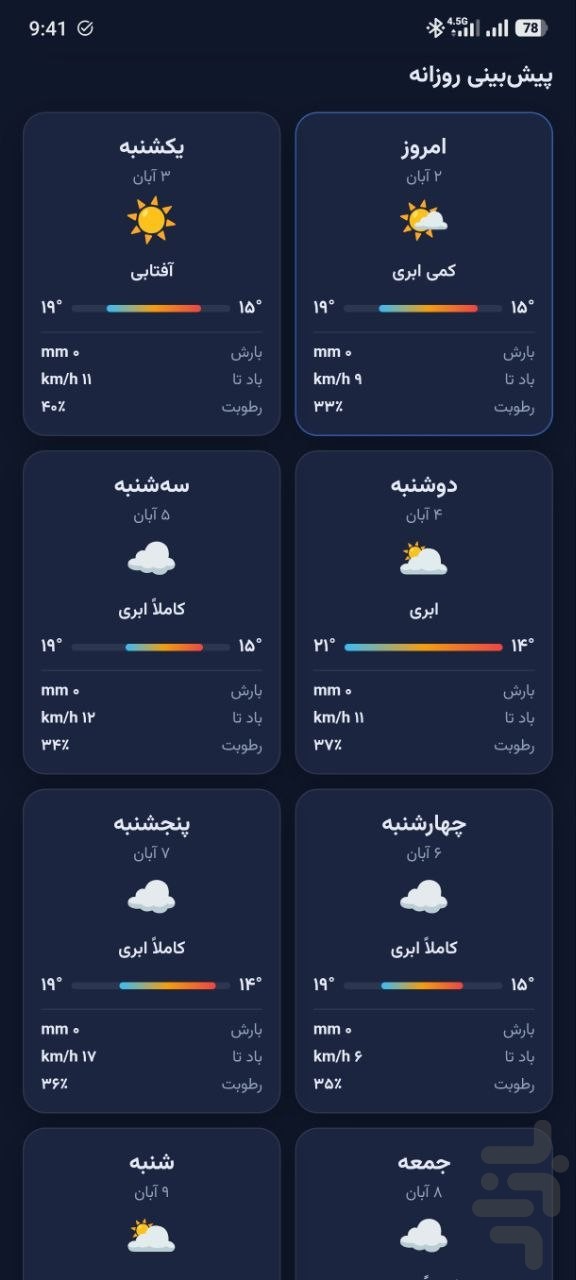 9:41
4.5G
78
پیش‌بینی روزانه
امروز
۲ آبان
کمی ابری
۱۵° ۱۹°
بارش ۰ mm
باد تا ۹ km/h
رطوبت ۳۳٪
یکشنبه
۳ آبان
آفتابی
۱۵° ۱۹°
بارش ۰ mm
باد تا ۱۱ km/h
رطوبت ۴۰٪
دوشنبه
۴ آبان
ابری
۱۴° ۲۱°
بارش ۰ mm
باد تا ۱۱ km/h
رطوبت ۳۷٪
سه‌شنبه
۵ آبان
کاملاً ابری
۱۵° ۱۹°
بارش ۰ mm
باد تا ۱۲ km/h
رطوبت ۳۴٪
چهارشنبه
۶ آبان
کاملاً ابری
۱۵° ۱۹°
بارش ۰ mm
باد تا ۶ km/h
رطوبت ۳۵٪
پنجشنبه
۷ آبان
کاملاً ابری
۱۴° ۱۹°
بارش ۰ mm
باد تا ۱۷ km/h
رطوبت ۳۶٪
جمعه
۸ آبان
شنبه
۹ آبان
بازار